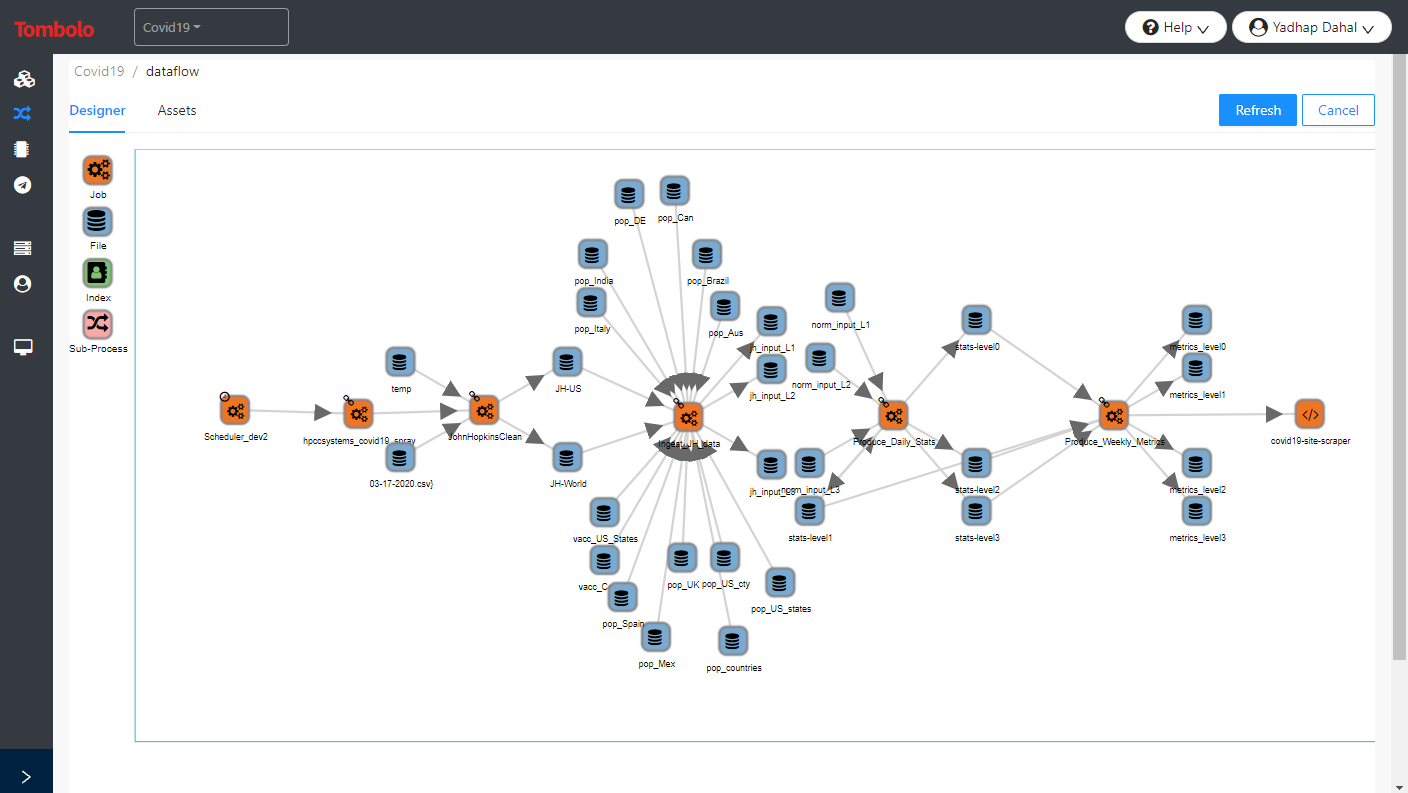 Tombolo
Covid19
Help
Yadhap Dahal
Covid19 / dataflow
Designer
Assets
Refresh
Cancel
Job
File
Index
Sub-Process
pop_DE
pop_Can
pop_India
pop_Brazil
pop_Italy
pop_Aus
norm_input_L1
jh_input_L1
stats-level0
metrics_level0
temp
JH-US
jh_input_L2
norm_input_L2
metrics_level1
Scheduler_dev2
hpccsystems_covid19_spray
JohnHopkinsClean
Ingest_JH_data
Produce_Daily_Stats
Produce_Weekly_Metrics
covid19-site-scraper
03-17-2020.csv}
JH-World
jh_input_L3
norm_input_L3
stats-level2
metrics_level2
vacc_US_States
stats-level1
stats-level3
metrics_level3
pop_UK
pop_US_cty
pop_US_states
pop_Spain
pop_Mex
pop_countries